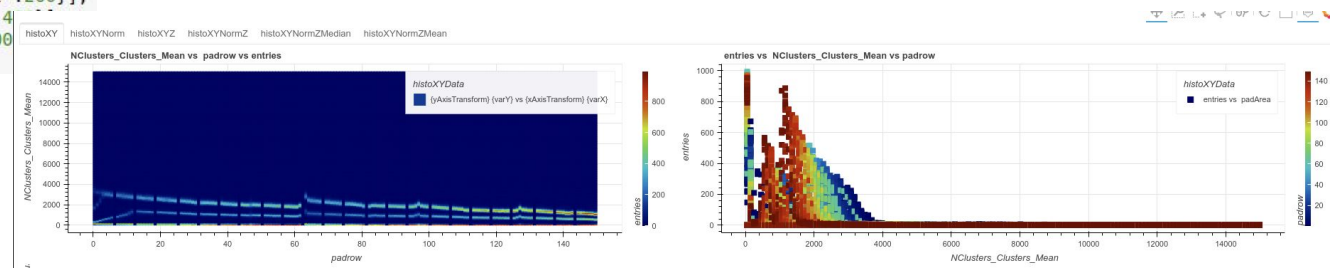 histoXY histoXYNorm histoXYZ histoXYNormZ histoXYNormZMedian histoXYNormZMean
NClusters_Clusters_Mean vs padrow vs entries
NClusters_Clusters_Mean
14000
12000
10000
8000
6000
4000
2000
0
0 20 40 60 80 100 120 140
padrow
histoXYData
{yAxisTransform} {varY} vs {xAxisTransform} {varX}
800
600
400
200
0
entries
entries vs NClusters_Clusters_Mean vs padrow
entries
1000
800
600
400
200
0
0 2000 4000 6000 8000 10000 12000 14000
NClusters_Clusters_Mean
histoXYData
entries vs padArea
140
120
100
80
60
40
20
padrow